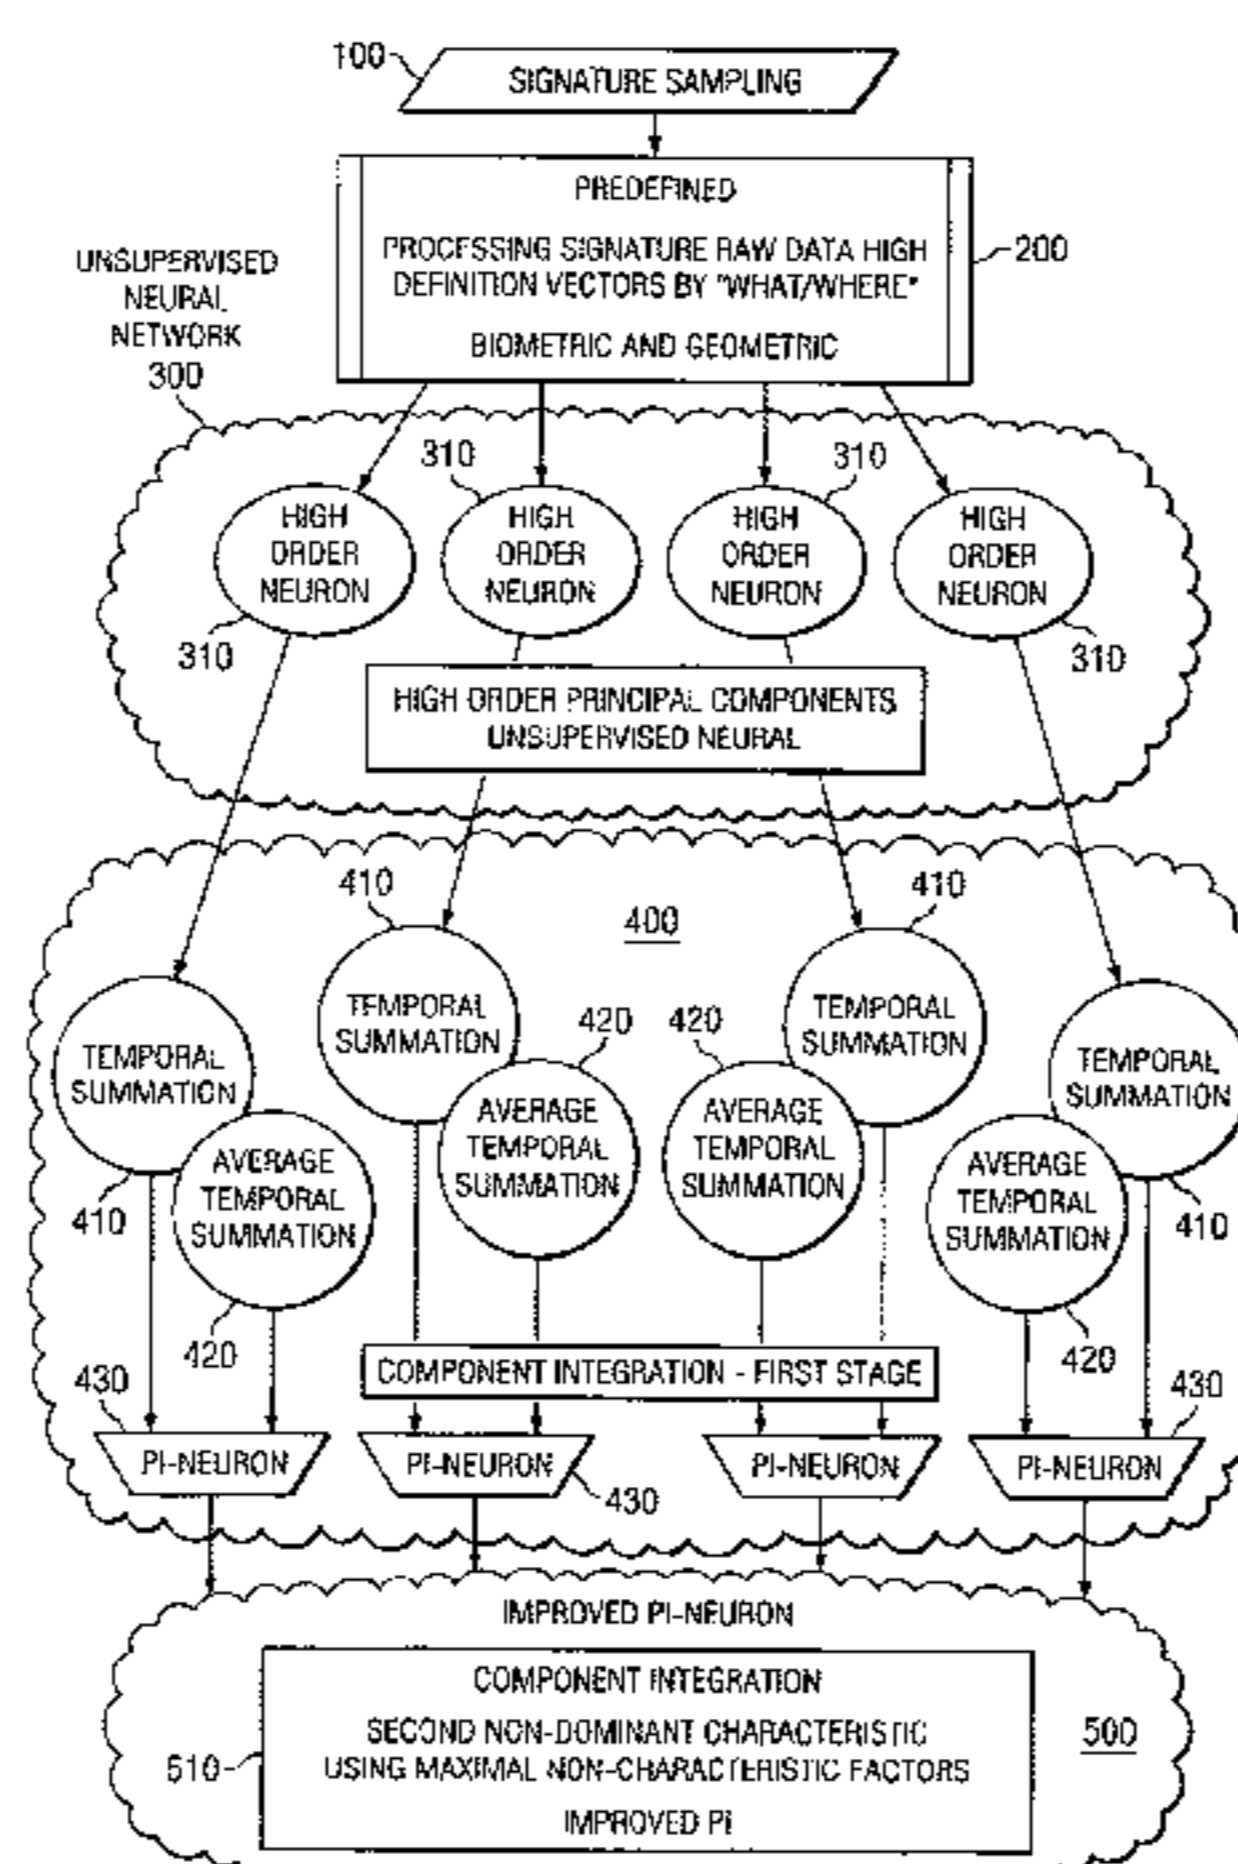 100
SIGNATURE SAMPLING
PREDEFINED
PROCESSING SIGNATURE RAW DATA HIGH
DEFINITION VECTORS BY "WHAT/WHERE"
BIOMETRIC AND GEOMETRIC
200
UNSUPERVISED
NEURAL
NETWORK
300
310
310
HIGH
ORDER
NEURON
HIGH
ORDER
NEURON
HIGH
ORDER
NEURON
HIGH
ORDER
NEURON
310
310
HIGH ORDER PRINCIPAL COMPONENTS
UNSUPERVISED NEURAL
410
400
410
TEMPORAL
SUMMATION
TEMPORAL
SUMMATION
420
420
TEMPORAL
SUMMATION
TEMPORAL
SUMMATION
AVERAGE
TEMPORAL
SUMMATION
AVERAGE
TEMPORAL
SUMMATION
AVERAGE
TEMPORAL
SUMMATION
AVERAGE
TEMPORAL
SUMMATION
410
410
420
420
COMPONENT INTEGRATION - FIRST STAGE
430
430
PI-NEURON
PI-NEURON
PI-NEURON
PI-NEURON
430
IMPROVED PI-NEURON
COMPONENT INTEGRATION
SECOND NON-DOMINANT CHARACTERISTIC
USING MAXIMAL NON-CHARACTERISTIC FACTORS
IMPROVED PI
510
500